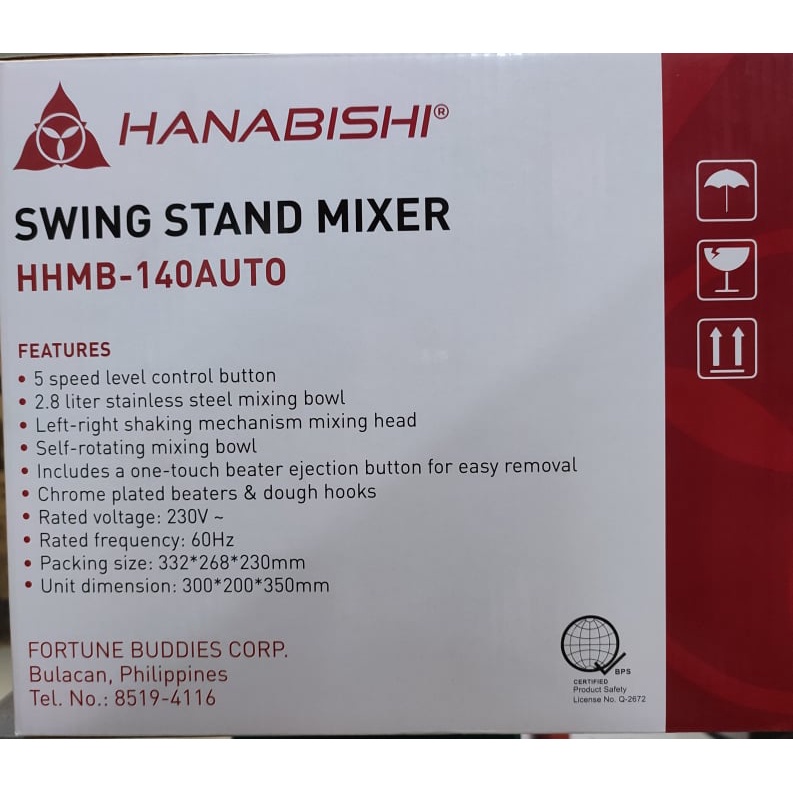 HANABISHI®
SWING STAND MIXER
HHMB-140AUTO
FEATURES
• 5 speed level control button
• 2.8 liter stainless steel mixing bowl
• Left-right shaking mechanism mixing head
• Self-rotating mixing bowl
• Includes a one-touch beater ejection button for easy removal
• Chrome plated beaters & dough hooks
• Rated voltage: 230V ~
• Rated frequency: 60Hz
• Packing size: 332*268*230mm
• Unit dimension: 300*200*350mm
FORTUNE BUDDIES CORP.
Bulacan, Philippines
Tel. No.: 8519-4116
BPS
CERTIFIED
Product Safety
License No. Q-2672